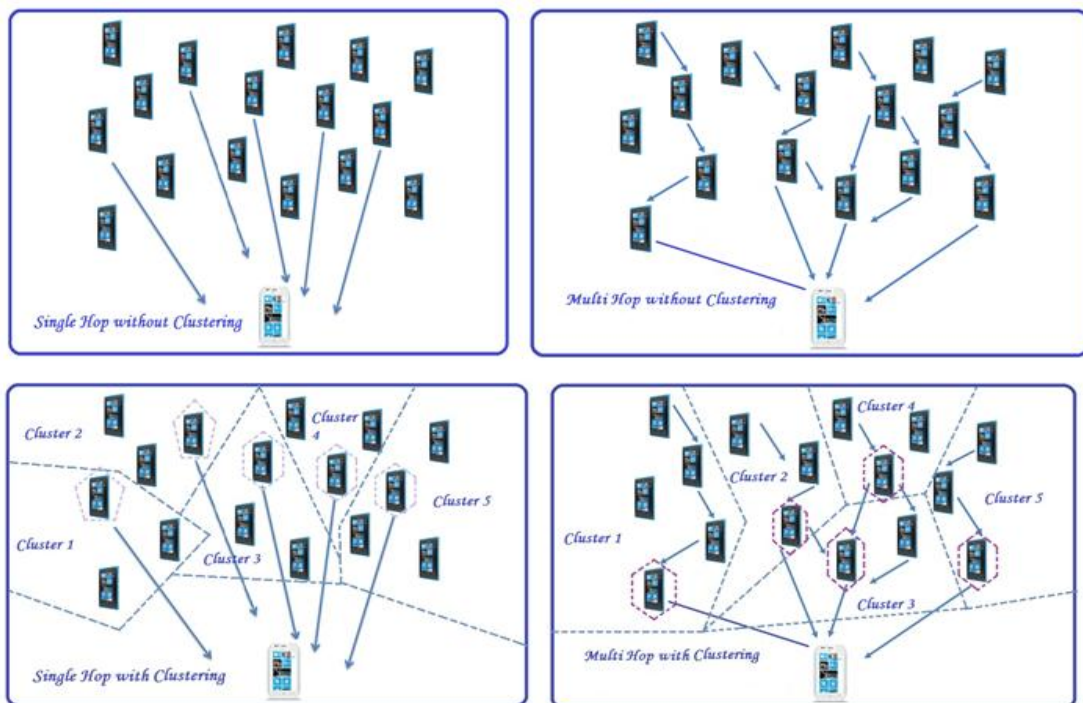 Single Hop without Clustering
Multi Hop without Clustering
Cluster 2
Cluster
4
Cluster 1
Cluster 3
Cluster 5
Single Hop with Clustering
Cluster 4
Cluster 2
Cluster 5
Cluster 1
Cluster 3
Multi Hop with Clustering